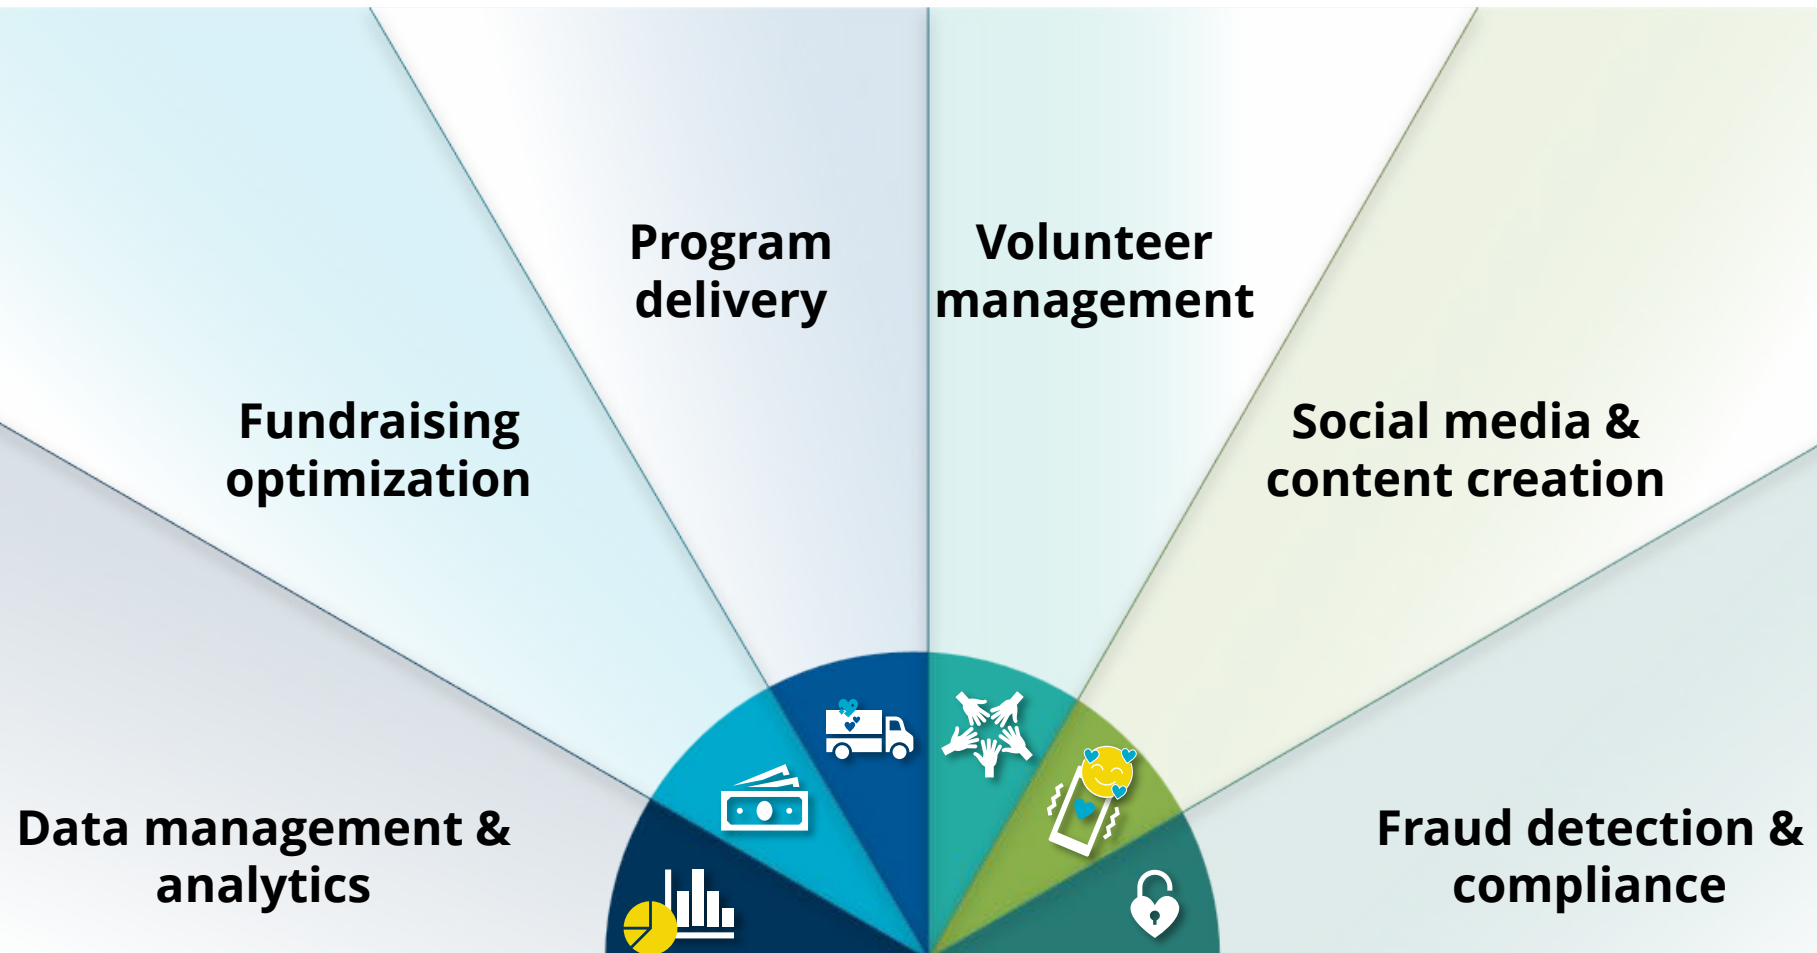 Program
delivery
Volunteer
management
Fundraising
optimization
Social media &
content creation
Data management &
analytics
Fraud detection &
compliance